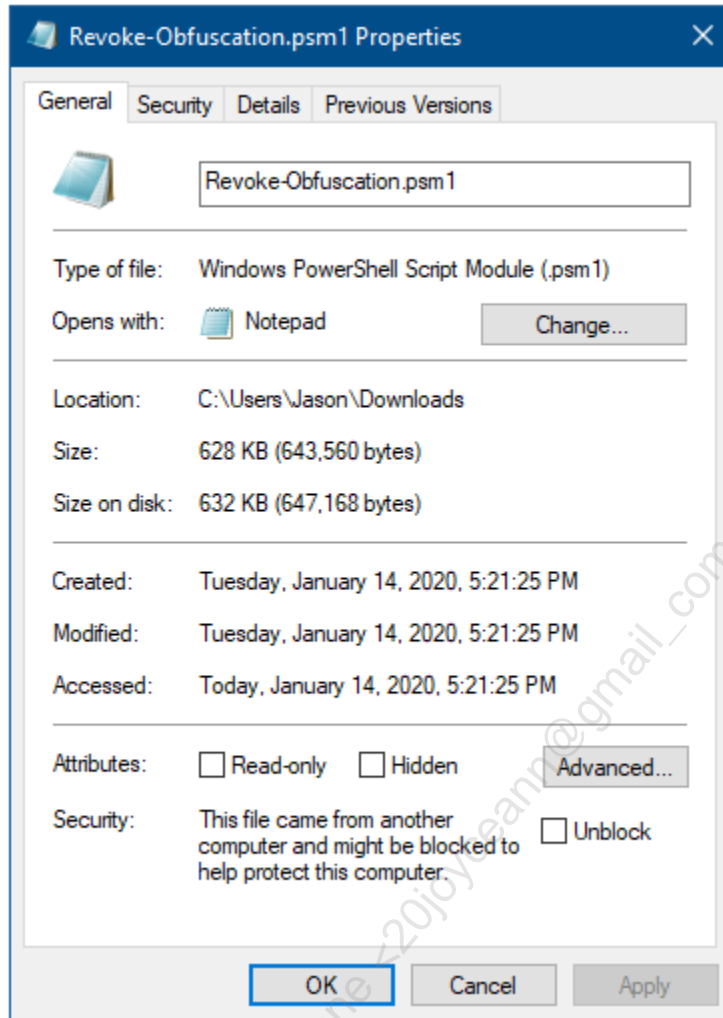 Revoke-Obfuscation.psm1 Properties
General Security Details Previous Versions
Revoke-Obfuscation.psm1
Type of file: Windows PowerShell Script Module (.psm1)
Opens with: Notepad Change...
Location: C:\Users\Jason\Downloads
Size: 628 KB (643,560 bytes)
Size on disk: 632 KB (647,168 bytes)
Created: Tuesday, January 14, 2020, 5:21:25 PM
Modified: Tuesday, January 14, 2020, 5:21:25 PM
Accessed: Today, January 14, 2020, 5:21:25 PM
Attributes: Read-only Hidden Advanced...
Security: This file came from another
computer and might be blocked to
help protect this computer.
Unblock
OK Cancel Apply
<20joyceann@gmail_com